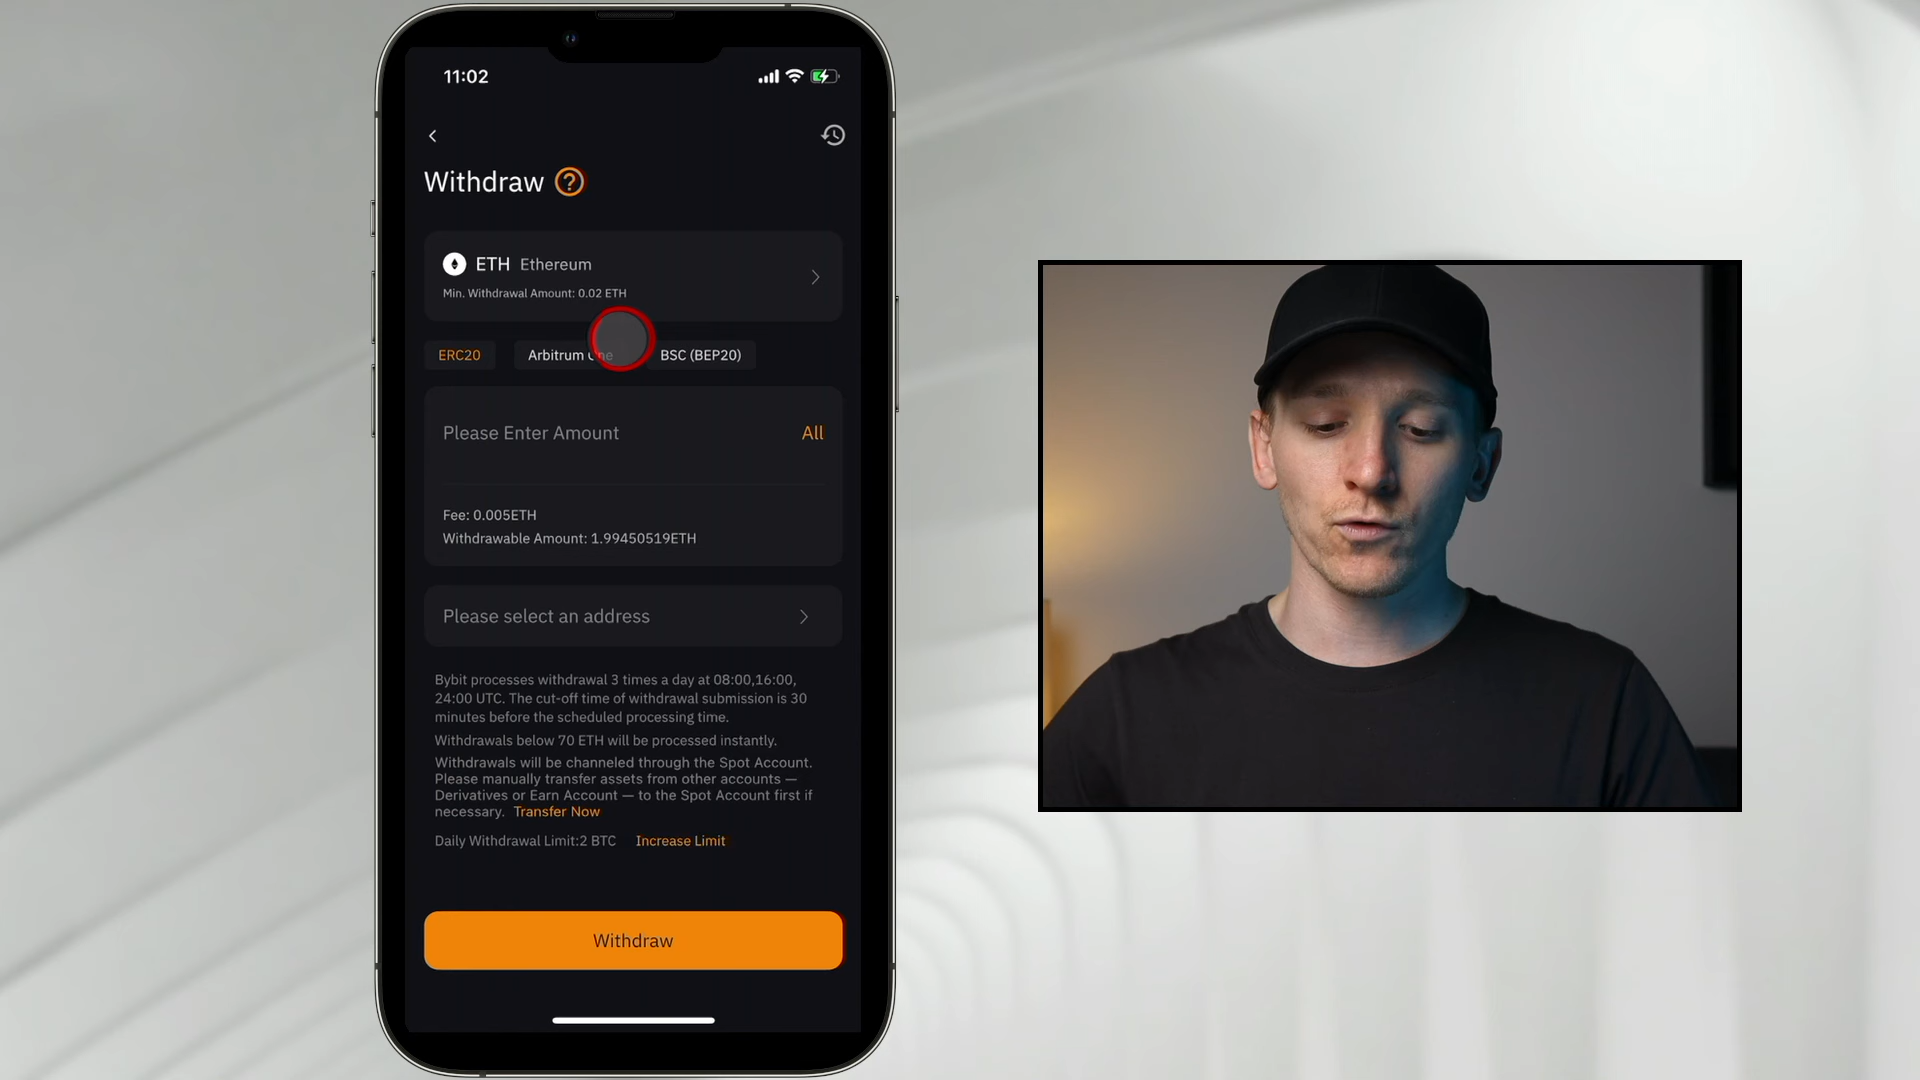 11:02
Withdraw ?
ETH Ethereum
Min. Withdrawal Amount: 0.02 ETH
ERC20 Arbitrum One BSC (BEP20)
Please Enter Amount All
Fee: 0.005ETH
Withdrawable Amount: 1.99450519ETH
Please select an address
Bybit processes withdrawal 3 times a day at 08:00,16:00,
24:00 UTC. The cut-off time of withdrawal submission is 30
minutes before the scheduled processing time.
Withdrawals below 70 ETH will be processed instantly.
Withdrawals will be channeled through the Spot Account.
Please manually transfer assets from other accounts —
Derivatives or Earn Account — to the Spot Account first if
necessary. Transfer Now
Daily Withdrawal Limit:2 BTC Increase Limit
Withdraw